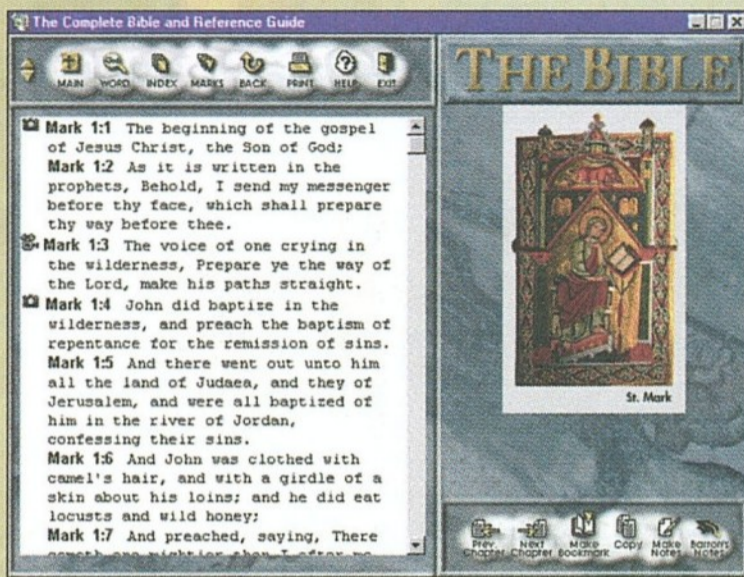 The Complete Bible and Reference Guide
MAIN WORD INDEX MARKS BACK PRINT HELP EXIT
THE BIBLE
Mark 1:1 The beginning of the gospel
of Jesus Christ, the Son of God;
Mark 1:2 As it is written in the
prophets, Behold, I send my messenger
before thy face, which shall prepare
thy way before thee.
Mark 1:3 The voice of one crying in
the wilderness, Prepare ye the way of
the Lord, make his paths straight.
Mark 1:4 John did baptize in the
wilderness, and preach the baptism of
repentance for the remission of sins.
Mark 1:5 And there went out unto him
all the land of Judaea, and they of
Jerusalem, and were all baptized of
him in the river of Jordan,
confessing their sins.
Mark 1:6 And John was clothed with
camel's hair, and with a girdle of a
skin about his loins; and he did eat
locusts and wild honey;
Mark 1:7 And preached, saying, There
cometh one mightier than I after me
St. Mark
Prev. Next Make Copy Make Barron's
Chapter Chapter Bookmark Notes Notes